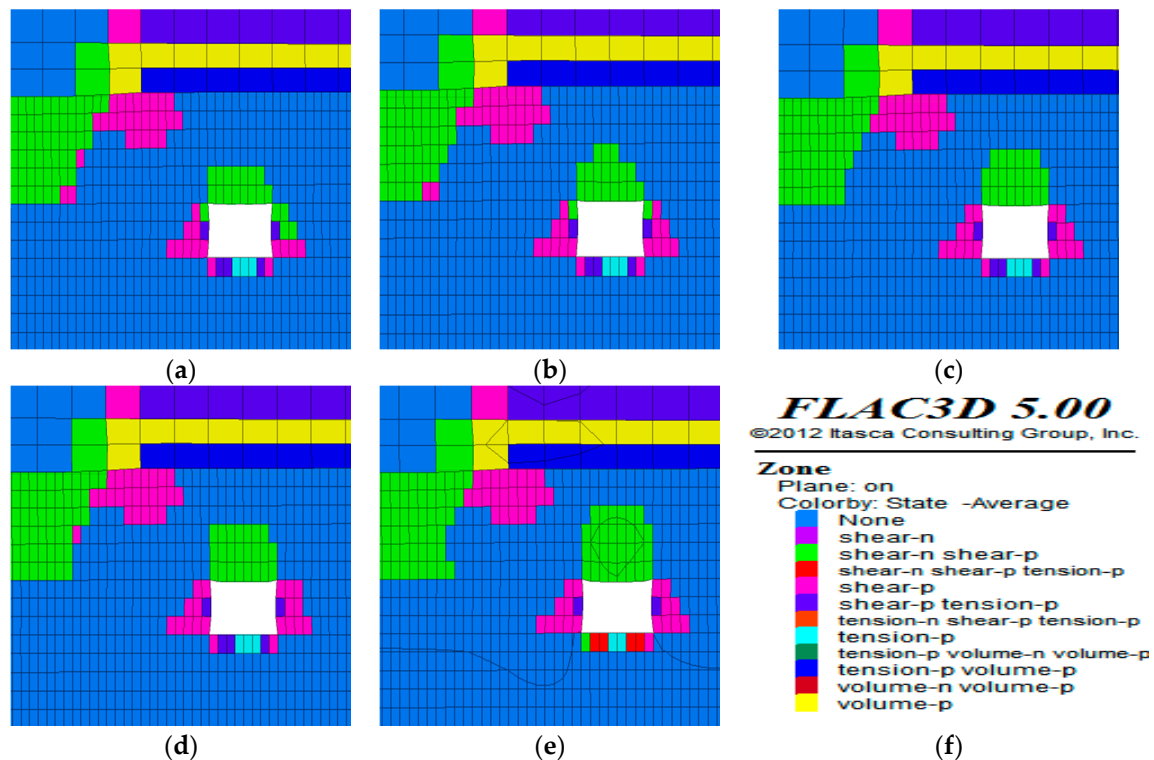 (a)
(b)
(c)
FLAC3D 5.00
©2012 Itasca Consulting Group, Inc.
Zone
Plane: on
Colorby: State -Average
None
shear-n
shear-n shear-p
shear-n shear-p tension-p
shear-p
shear-p tension-p
tension-n shear-p tension-p
tension-p
tension-p volume-n volume-p
tension-p volume-p
volume-n volume-p
volume-p
(d)
(e)
(f)